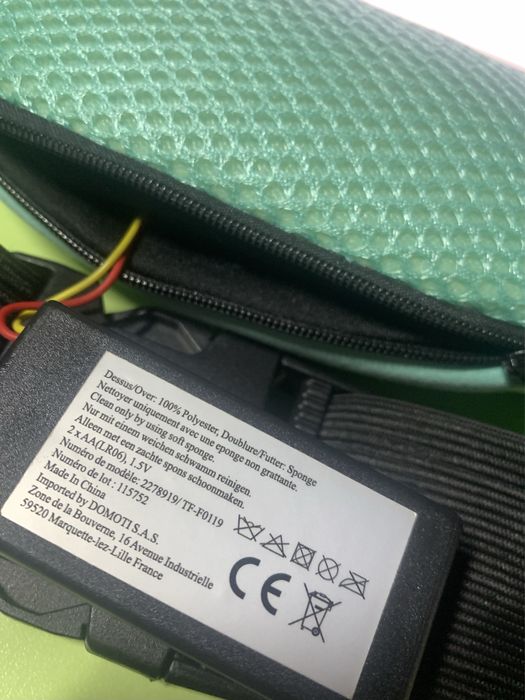 Dessus/Over: 100% Polyester, Doublure/Futter: Sponge
Nettoyer uniquement avec une eponge non grattante.
Clean only by using soft sponge.
Nur mit einem weichen schwamm reinigen.
Alleen met een zachte spons schoonmaken.
2 x AA(LR06) 1.5V
Numéro de modèle: 2278919/ TF-F0119
Numéro de lot : 115752
Made In China
Imported by DOMOTI S.A.S.
Zone de la Bouverne, 16 Avenue Industrielle
59520 Marquette-lez-Lille France
CE